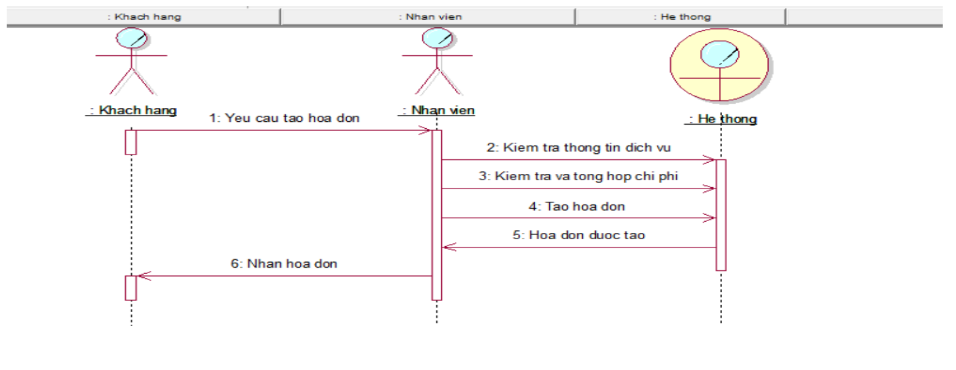 : Khach hang
: Nhan vien
: He thong
: Khach hang
: Nhan vien
: He thong
1: Yeu cau tao hoa don
2: Kiem tra thong tin dich vu
3: Kiem tra va tong hop chi phi
4: Tao hoa don
5: Hoa don duoc tao
6: Nhan hoa don